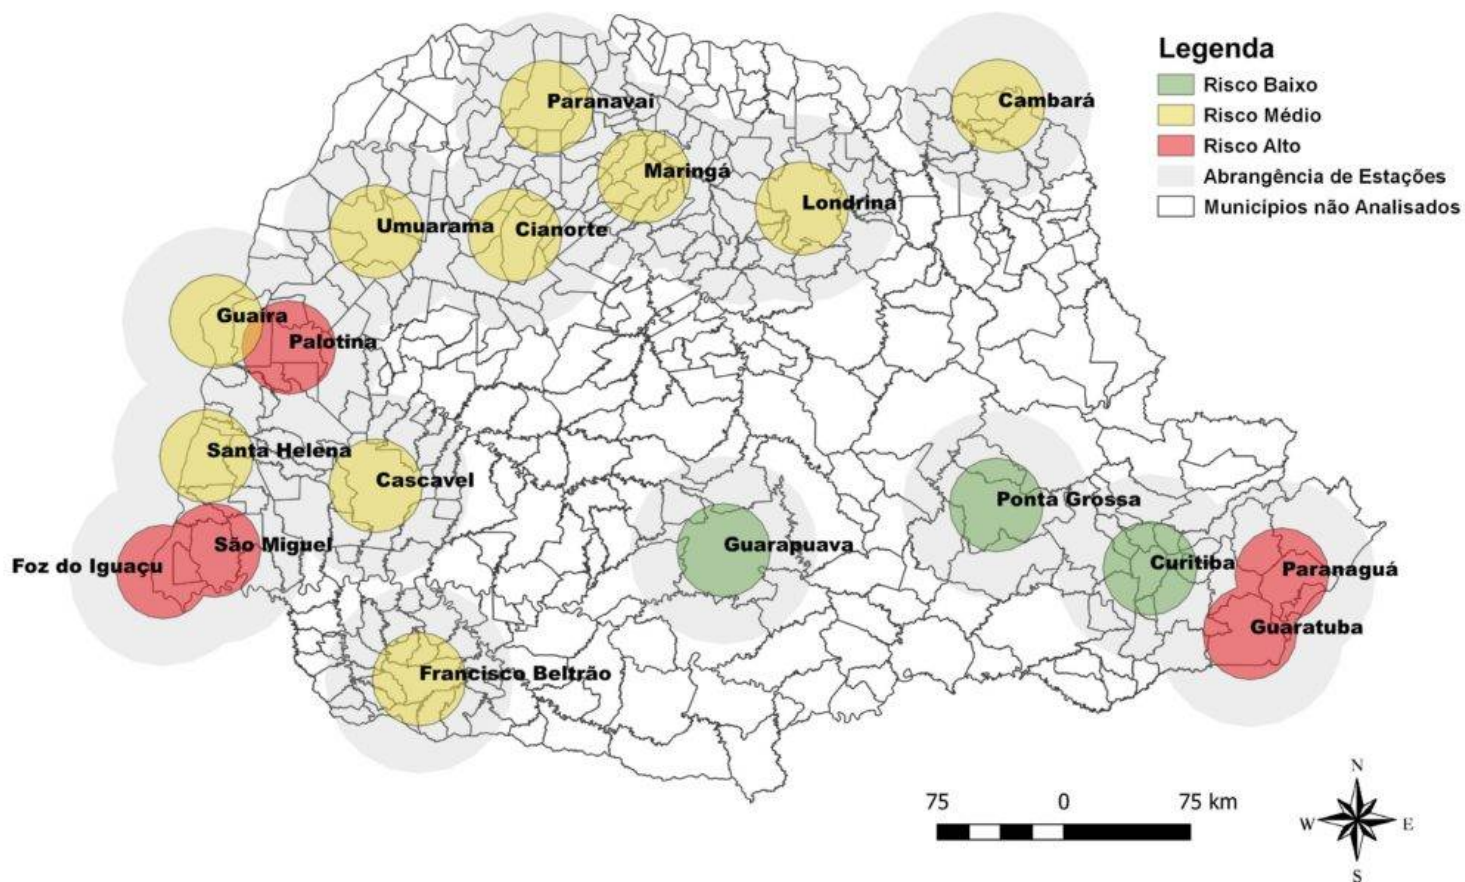 Legenda
Risco Baixo
Risco Médio
Risco Alto
Abrangência de Estações
Municípios não Analisados
Paranavaí
Cambará
Maringá
Londrina
Umuarama
Cianorte
Guaíra
Palotina
Santa Helena
Cascavel
Ponta Grossa
São Miguel
Guarapuava
Foz do Iguaçu
Curitiba
Paranaguá
Guaratuba
Francisco Beltrão
75 0 75 km
N
W E
S